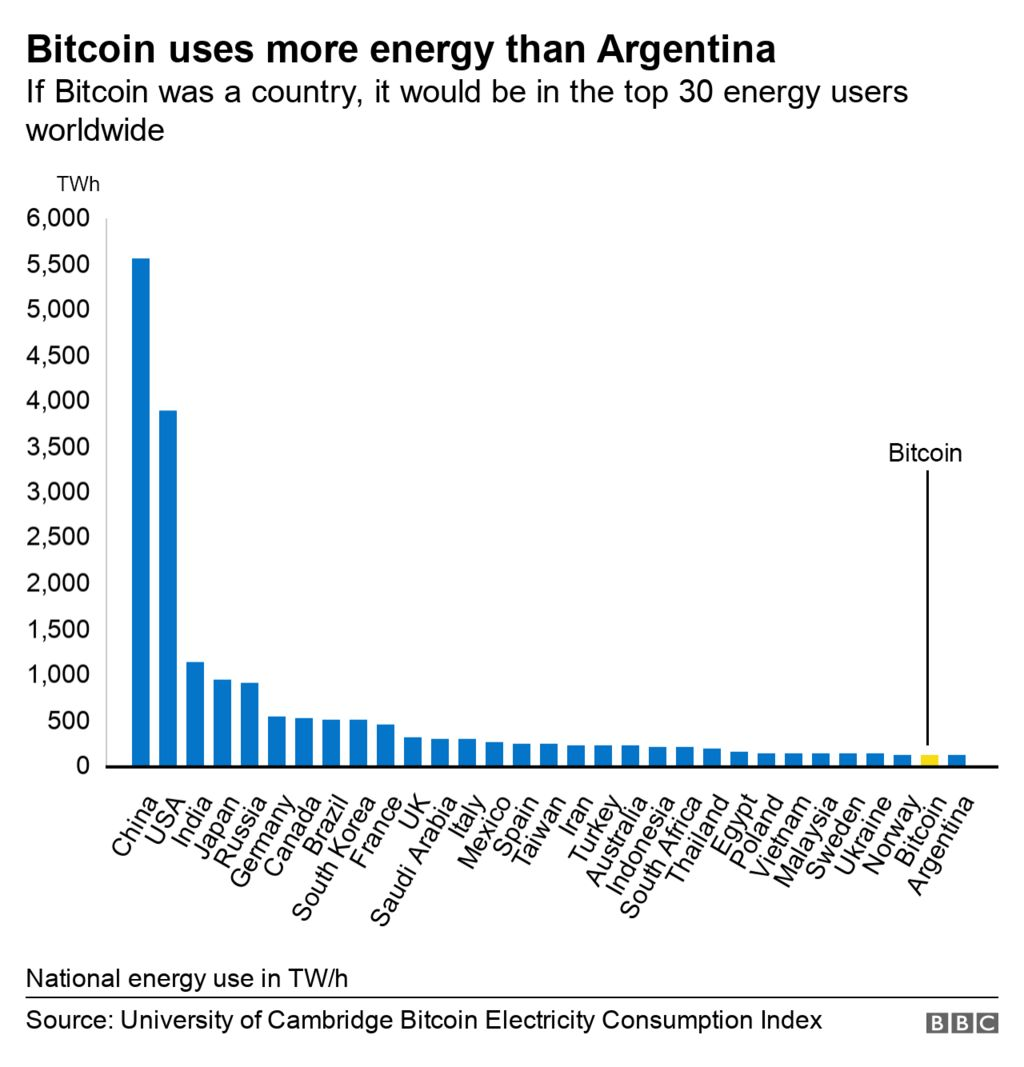 Bitcoin uses more energy than Argentina
If Bitcoin was a country, it would be in the top 30 energy users
worldwide
TWh
6,000
5,500
5,000
4,500
4,000
3,500
3,000
2,500
2,000
1,500
1,000
500
0
Bitcoin
China
USA
India
Japan
Russia
Germany
Canada
Brazil
South Korea
France
UK
Saudi Arabia
Italy
Mexico
Spain
Taiwan
Iran
Turkey
Australia
Indonesia
South Africa
Thailand
Egypt
Poland
Vietnam
Malaysia
Sweden
Ukraine
Norway
Bitcoin
Argentina
National energy use in TW/h
Source: University of Cambridge Bitcoin Electricity Consumption Index
BBC